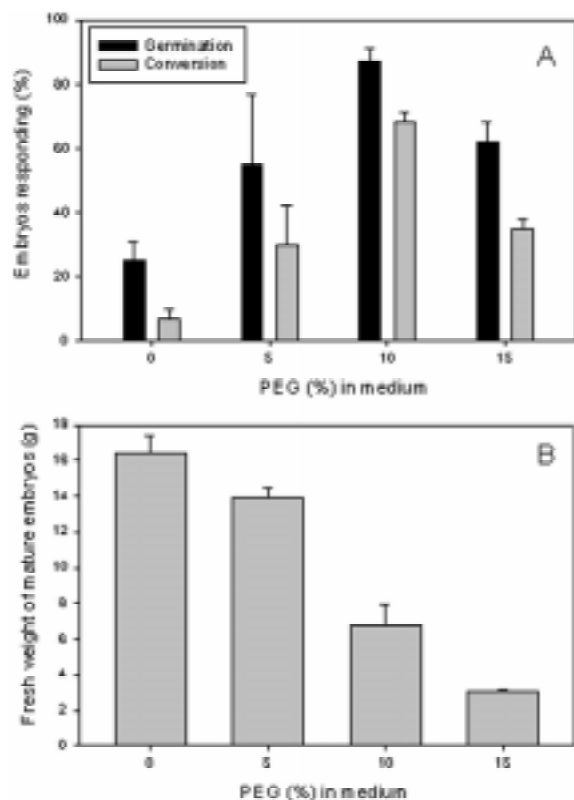 100
80
60
40
20
0
Embryos responding (%)
Germination
Conversion
A
0 5 10 15
PEG (%) in medium
18
16
14
12
10
8
6
4
2
0
Fresh weight of mature embryos (g)
B
0 5 10 15
PEG (%) in medium